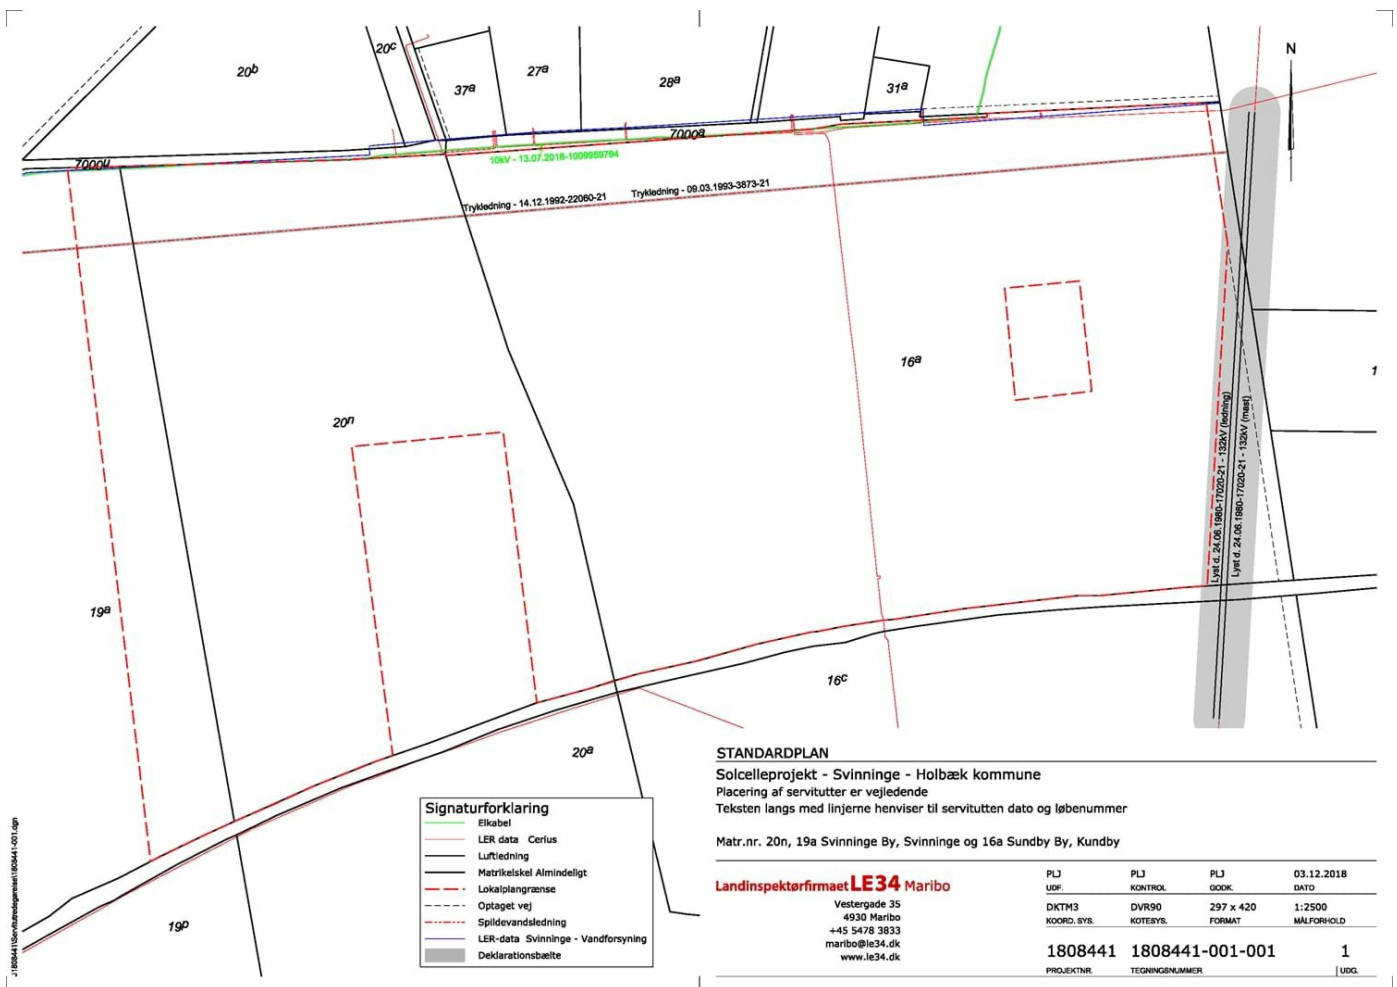 20b
20c
37a
27a
28a
31a
N
7000u
7000a
10kV - 13.07.2018-1009959794
Trykledning - 14.12.1992-22060-21
Trykledning - 09.03.1993-3873-21
16a
1
20n
Lyst d. 24.06.1980-17020-21 - 132kV (ledning)
Lyst d. 24.06.1980-17020-21 - 132kV (mast)
19a
16c
20a
19p
Signaturforklaring
Elkabel
LER data Cerius
Luftledning
Matrikelskel Almindeligt
Lokalplangrænse
Optaget vej
Spildevandsledning
LER-data Svinninge - Vandforsyning
Deklarationsbælte
STANDARDPLAN
Solcelleprojekt - Svinninge - Holbæk kommune
Placering af servitutter er vejledende
Teksten langs med linjerne henviser til servitutten dato og løbenummer
Matr.nr. 20n, 19a Svinninge By, Svinninge og 16a Sundby By, Kundby
Landinspektørfirmaet LE34 Maribo
Vestergade 35
4930 Maribo
+45 5478 3833
maribo@le34.dk
www.le34.dk
PLJ PLJ PLJ 03.12.2018
UDF. KONTROL GODK. DATO
DKTM3 DVR90 297 x 420 1:2500
KOORD. SYS. KOTESYS. FORMAT MÅLFORHOLD
1808441 1808441-001-001 1
PROJEKTNR. TEGNINGSNUMMER UDG.
J:\1808441\Servitutredegørelse\1808441-001.dgn